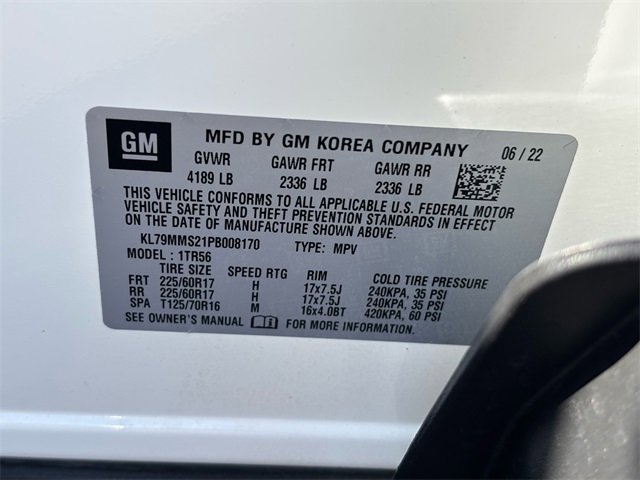 GM MFD BY GM KOREA COMPANY 06/22
GVWR GAWR FRT GAWR RR
4189 LB 2336 LB 2336 LB
THIS VEHICLE CONFORMS TO ALL APPLICABLE U.S. FEDERAL MOTOR
VEHICLE SAFETY AND THEFT PREVENTION STANDARDS IN EFFECT
ON THE DATE OF MANUFACTURE SHOWN ABOVE.
KL79MMS21PB008170 TYPE: MPV
MODEL : 1TR56
TIRE SIZE SPEED RTG RIM COLD TIRE PRESSURE
FRT 225/60R17 H 17x7.5J 240KPA, 35 PSI
RR 225/60R17 H 17x7.5J 240KPA, 35 PSI
SPA T125/70R16 M 16x4.0BT 420KPA, 60 PSI
SEE OWNER'S MANUAL FOR MORE INFORMATION.